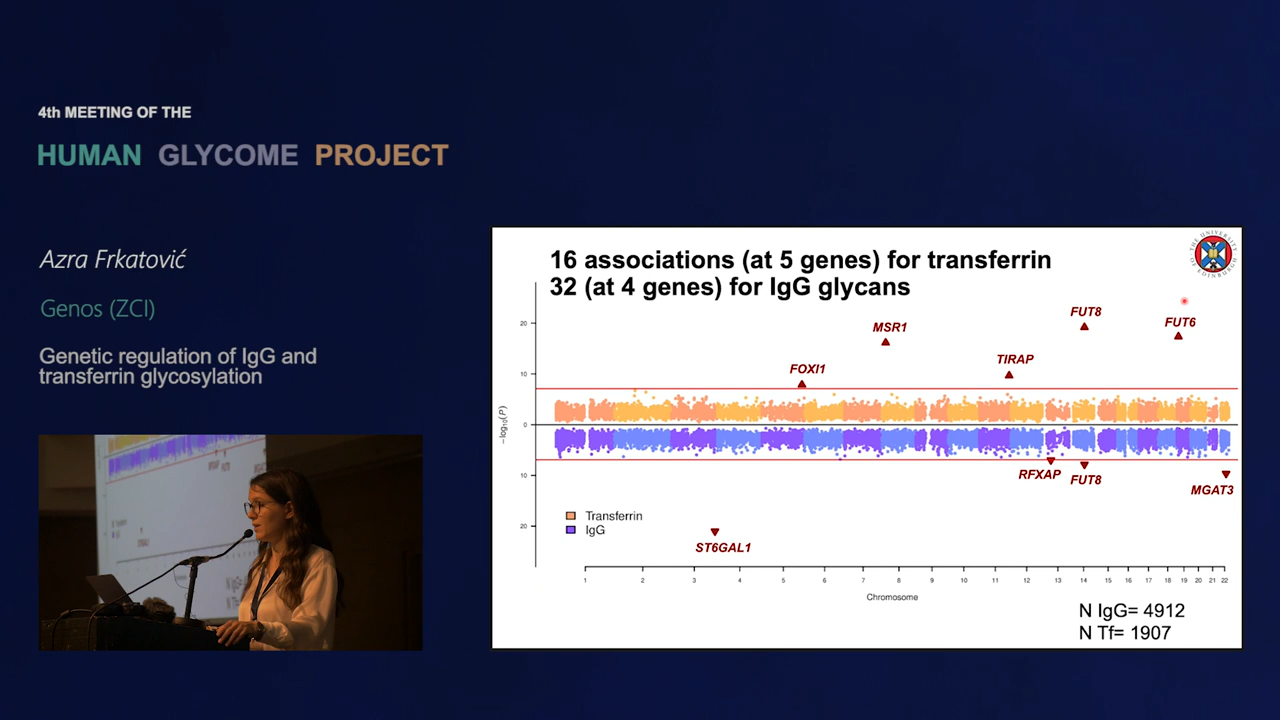 4th MEETING OF THE
HUMAN GLYCOME PROJECT
Azra Frkatović
Genos (ZCI)
Genetic regulation of IgG and
transferrin glycosylation
16 associations (at 5 genes) for transferrin
32 (at 4 genes) for IgG glycans
THE UNIVERSITY OF EDINBURGH
FUT8
FUT6
MSR1
TIRAP
FOXI1
20
10
0
10
20
-log10(P)
RFXAP
FUT8
MGAT3
ST6GAL1
Transferrin
IgG
1 2 3 4 5 6 7 8 9 10 11 12 13 14 15 16 17 18 19 20 21 22
Chromosome
N IgG= 4912
N Tf= 1907